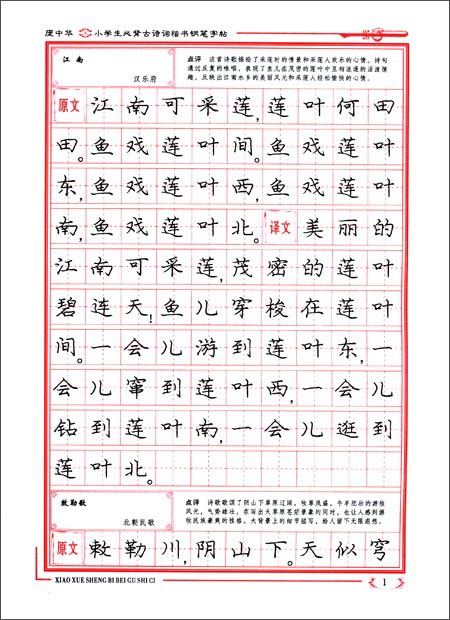 庞中华 小学生必背古诗词楷书钢笔字帖
江南
汉乐府
点评 这首诗歌描绘了采莲时的情景和采莲人欢乐的心情。诗句
通过反复的咏唱，表现了鱼儿在茂密的莲叶中互相追逐的活泼情
趣，反映出江南水乡的美丽风光和采莲人轻松愉快的心情。
原文 江南可采莲，莲叶何田
田。鱼戏莲叶间。鱼戏莲叶
东，鱼戏莲叶西，鱼戏莲叶
南，鱼戏莲叶北。译文 美丽的
江南可采莲，茂密的莲叶
碧连天！鱼儿穿梭在莲叶
间。一会儿游到莲叶东，一
会儿窜到莲叶西，一会儿
钻到莲叶南，一会儿逛到
莲叶北。
敕勒歌
北朝民歌
点评 诗歌歌颂了阴山下草原辽阔，牧草茂盛，牛羊肥壮的游牧
风光，气势雄壮。在写出大草原苍茫景象的同时，也让人感到游
牧民族豪爽的性格。大背景上的细节描写，给人留下无限遐想。
原文 敕勒川，阴山下。天似穹
XIAO XUE SHENG BI BEI GU SHI CI
1